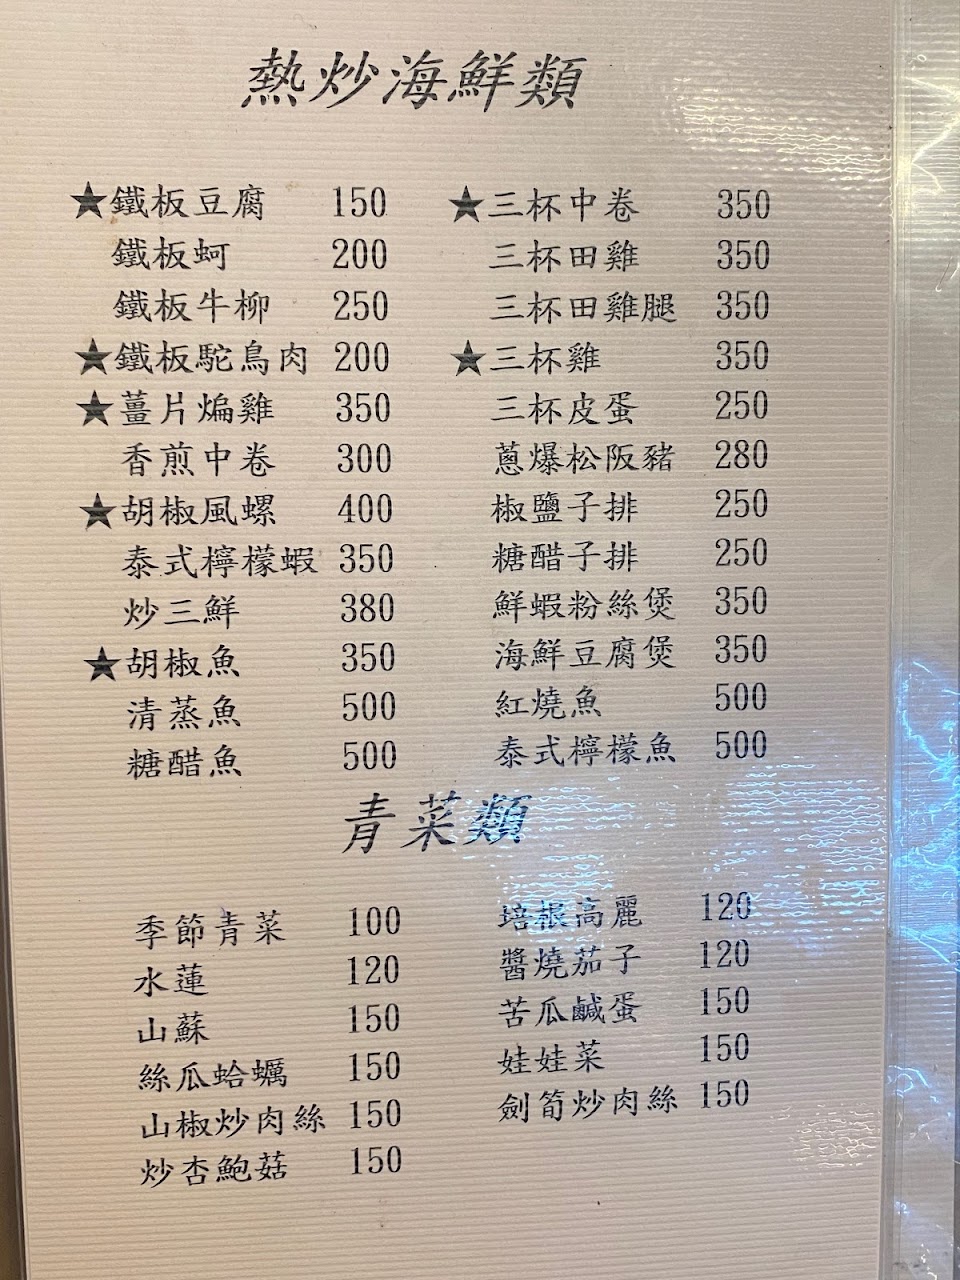 熱炒海鮮類
★鐵板豆腐 150
鐵板蚵 200
鐵板牛柳 250
★鐵板駝鳥肉 200
★薑片煸雞 350
香煎中卷 300
★胡椒風螺 400
泰式檸檬蝦 350
炒三鮮 380
★胡椒魚 350
清蒸魚 500
糖醋魚 500
★三杯中卷 350
三杯田雞 350
三杯田雞腿 350
★三杯雞 350
三杯皮蛋 250
蔥爆松阪豬 280
椒鹽子排 250
糖醋子排 250
鮮蝦粉絲煲 350
海鮮豆腐煲 350
紅燒魚 500
泰式檸檬魚 500
青菜類
季節青菜 100
水蓮 120
山蘇 150
絲瓜蛤蠣 150
山椒炒肉絲 150
炒杏鮑菇 150
培根高麗 120
醬燒茄子 120
苦瓜鹹蛋 150
娃娃菜 150
劍筍炒肉絲 150